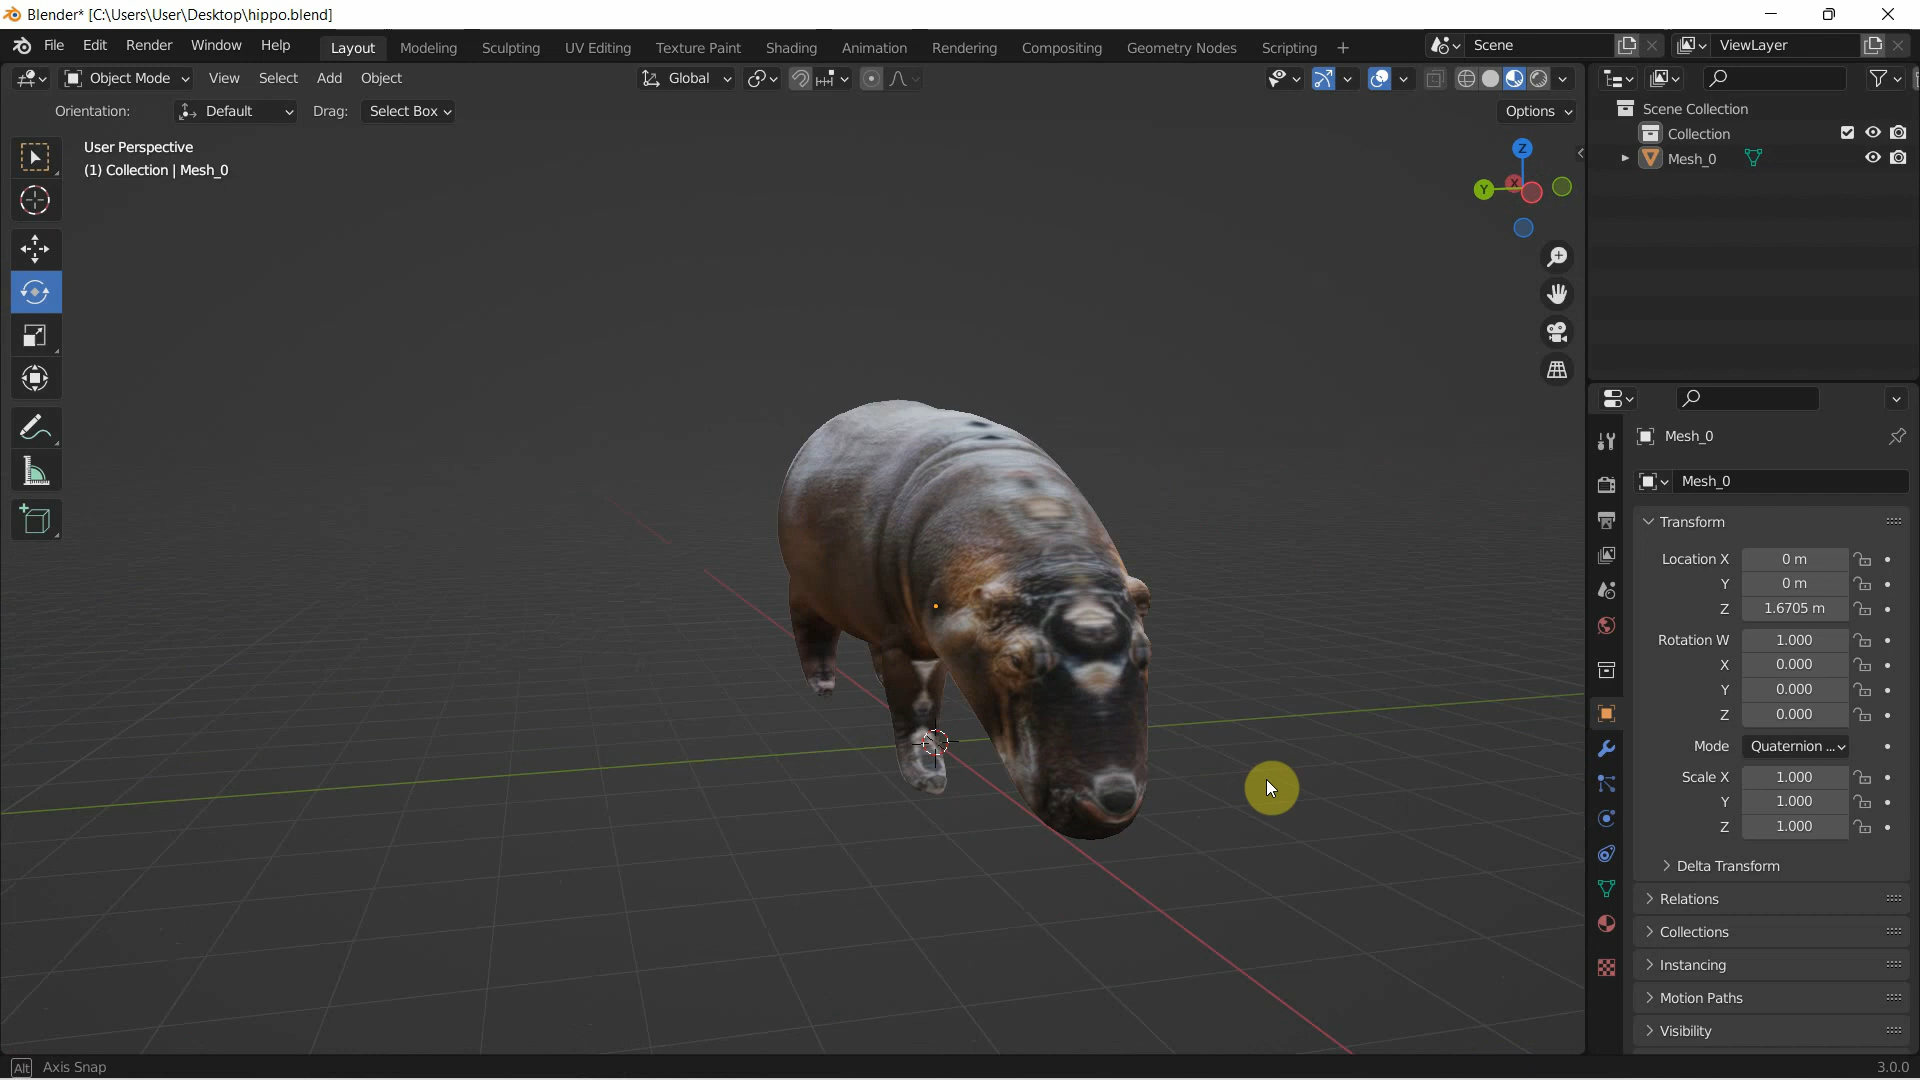 Blender* [C:\Users\User\Desktop\hippo.blend]
File Edit Render Window Help Layout Modeling Sculpting UV Editing Texture Paint Shading Animation Rendering Compositing Geometry Nodes Scripting + Scene ViewLayer
Object Mode View Select Add Object Global
Orientation: Default Drag: Select Box Options
User Perspective
(1) Collection | Mesh_0
Z
Y
X
Scene Collection
Collection
Mesh_0
Mesh_0
Mesh_0
Transform
Location X 0 m
Y 0 m
Z 1.6705 m
Rotation W 1.000
X 0.000
Y 0.000
Z 0.000
Mode Quaternion ...
Scale X 1.000
Y 1.000
Z 1.000
Delta Transform
Relations
Collections
Instancing
Motion Paths
Visibility
Alt Axis Snap
3.0.0